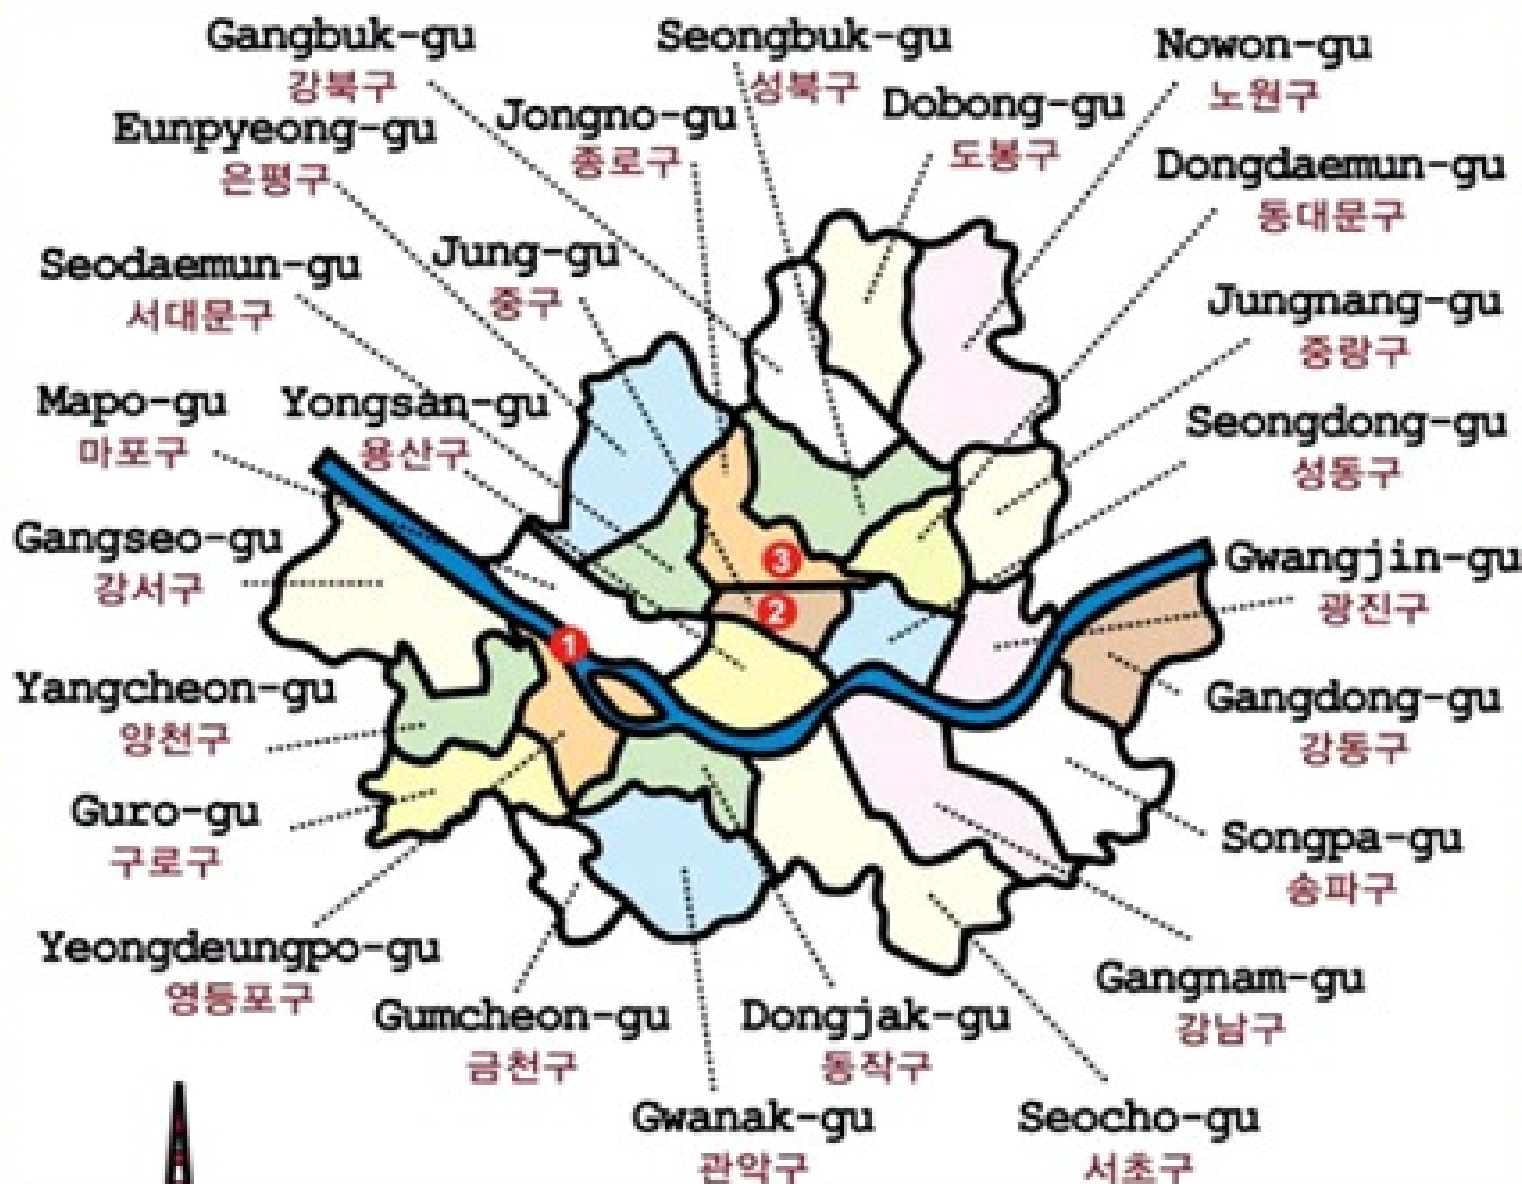 Gangbuk-gu
강북구
Seongbuk-gu
성북구
Nowon-gu
노원구
Eunpyeong-gu
은평구
Jongno-gu
종로구
Dobong-gu
도봉구
Dongdaemun-gu
동대문구
Seodaemun-gu
서대문구
Jung-gu
중구
Jungnang-gu
중랑구
Mapo-gu
마포구
Yongsan-gu
용산구
Seongdong-gu
성동구
Gangseo-gu
강서구
Gwangjin-gu
광진구
3
2
1
Yangcheon-gu
양천구
Gangdong-gu
강동구
Guro-gu
구로구
Songpa-gu
송파구
Yeongdeungpo-gu
영등포구
Gumcheon-gu
금천구
Dongjak-gu
동작구
Gangnam-gu
강남구
Gwanak-gu
관악구
Seocho-gu
서초구